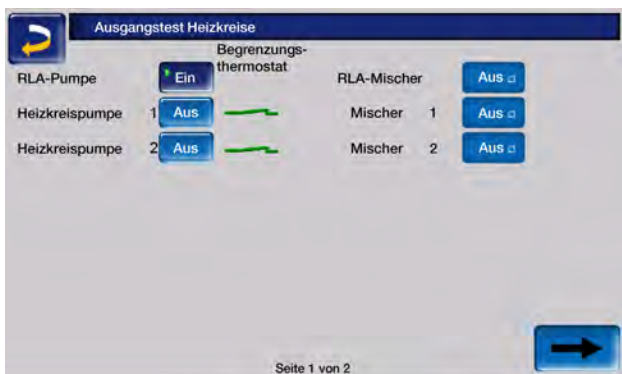 Ausgangstest Heizkreise
Begrenzungs-
thermostat
RLA-Pumpe Ein RLA-Mischer Aus
Heizkreispumpe 1 Aus Mischer 1 Aus
Heizkreispumpe 2 Aus Mischer 2 Aus
Seite 1 von 2